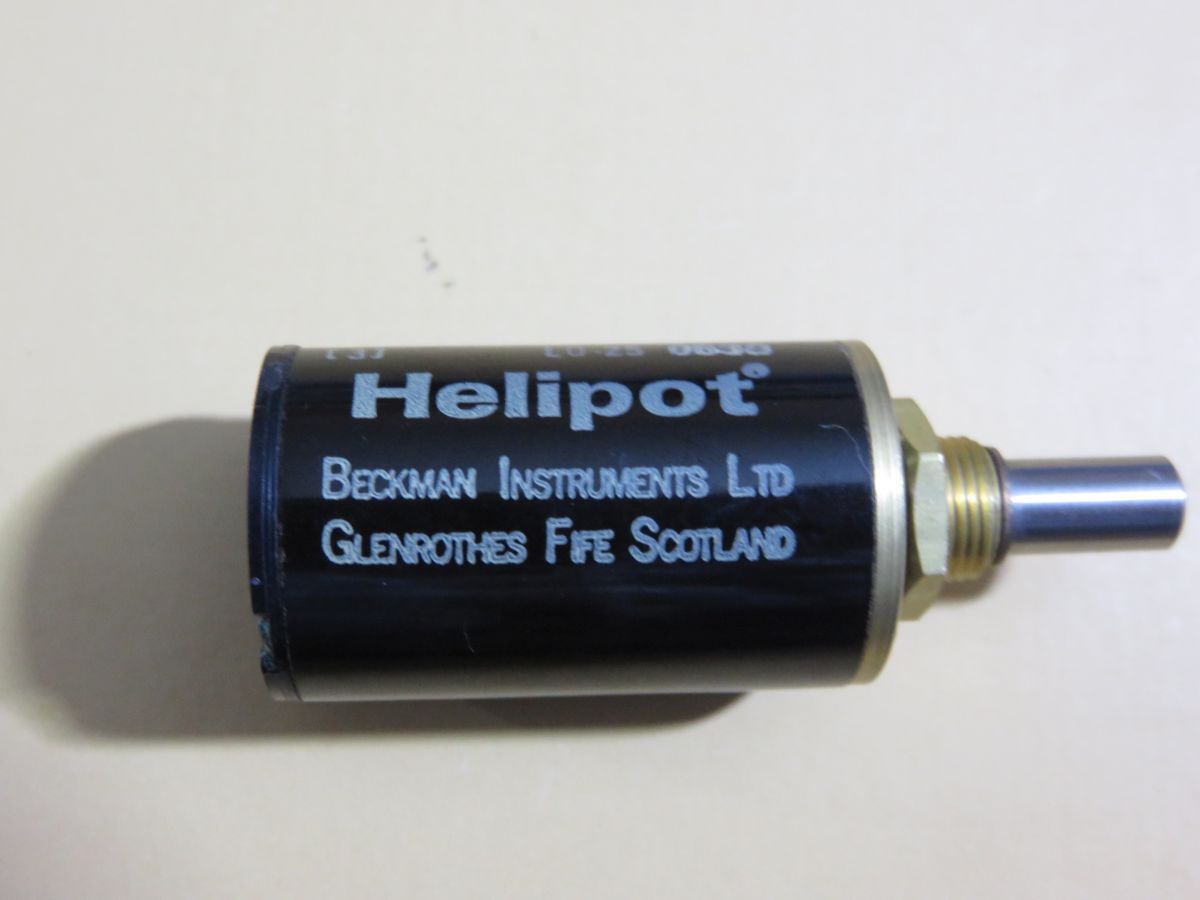 Helipot®
BECKMAN INSTRUMENTS LTD
GLENROTHES FIFE SCOTLAND